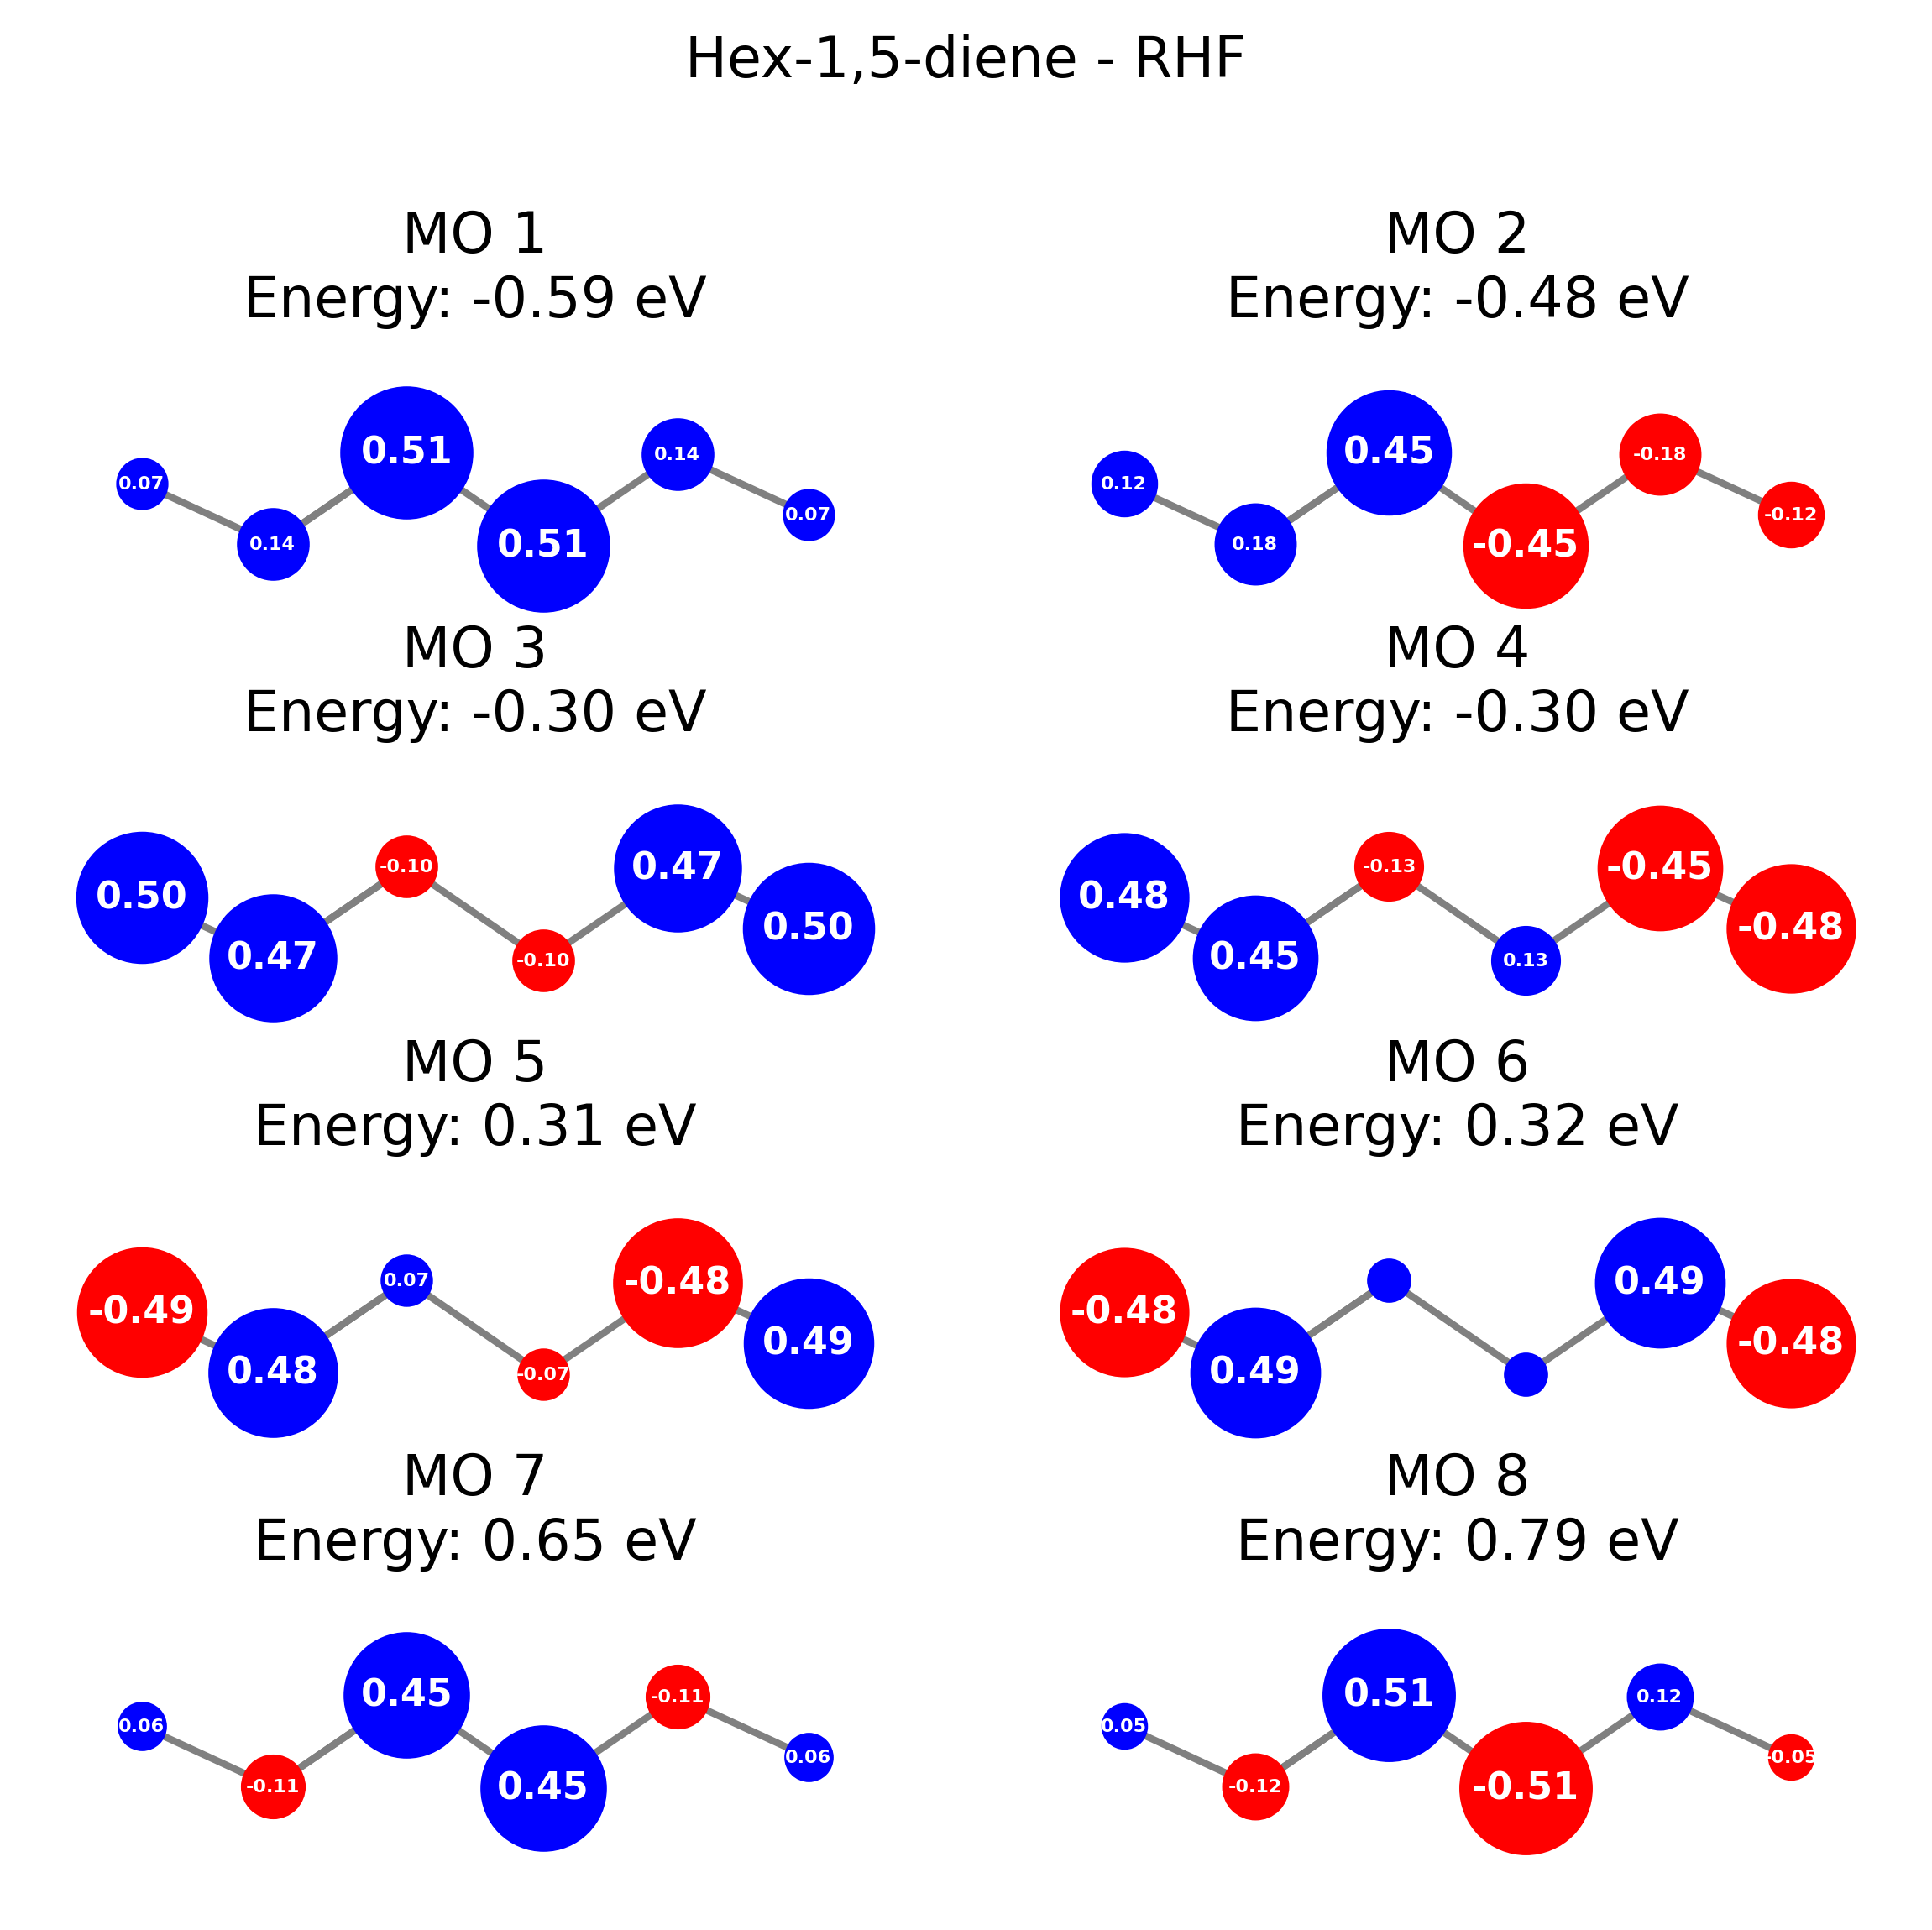 Hex-1,5-diene - RHF
MO 1
Energy: -0.59 eV
0.07
0.14
0.51
0.51
0.14
0.07
MO 2
Energy: -0.48 eV
0.12
0.18
0.45
-0.45
-0.18
-0.12
MO 3
Energy: -0.30 eV
0.50
0.47
-0.10
-0.10
0.47
0.50
MO 4
Energy: -0.30 eV
0.48
0.45
-0.13
0.13
-0.45
-0.48
MO 5
Energy: 0.31 eV
-0.49
0.48
0.07
-0.07
-0.48
0.49
MO 6
Energy: 0.32 eV
-0.48
0.49
0.49
-0.48
MO 7
Energy: 0.65 eV
0.06
-0.11
0.45
0.45
-0.11
0.06
MO 8
Energy: 0.79 eV
0.05
-0.12
0.51
-0.51
0.12
-0.05